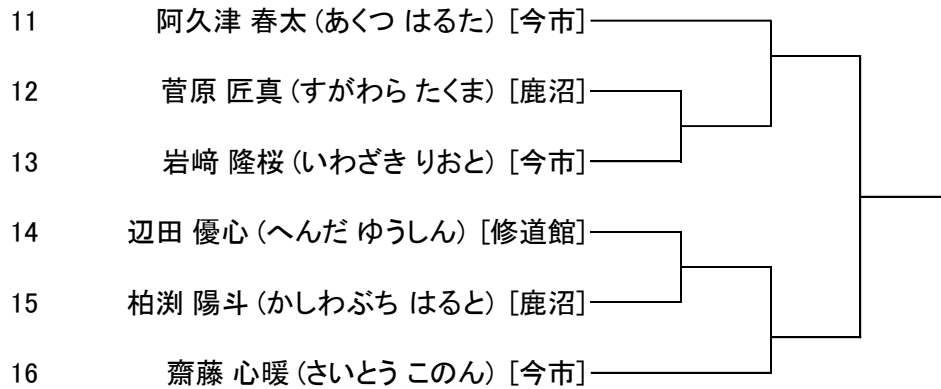 11 阿久津 春太 (あくつ はるた) [今市]
12 菅原 匠真 (すがわら たくま) [鹿沼]
13 岩﨑 隆桜 (いわざき りおと) [今市]
14 辺田 優心 (へんだ ゆうしん) [修道館]
15 柏渕 陽斗 (かしわぶち はると) [鹿沼]
16 齋藤 心暖 (さいとう このん) [今市]